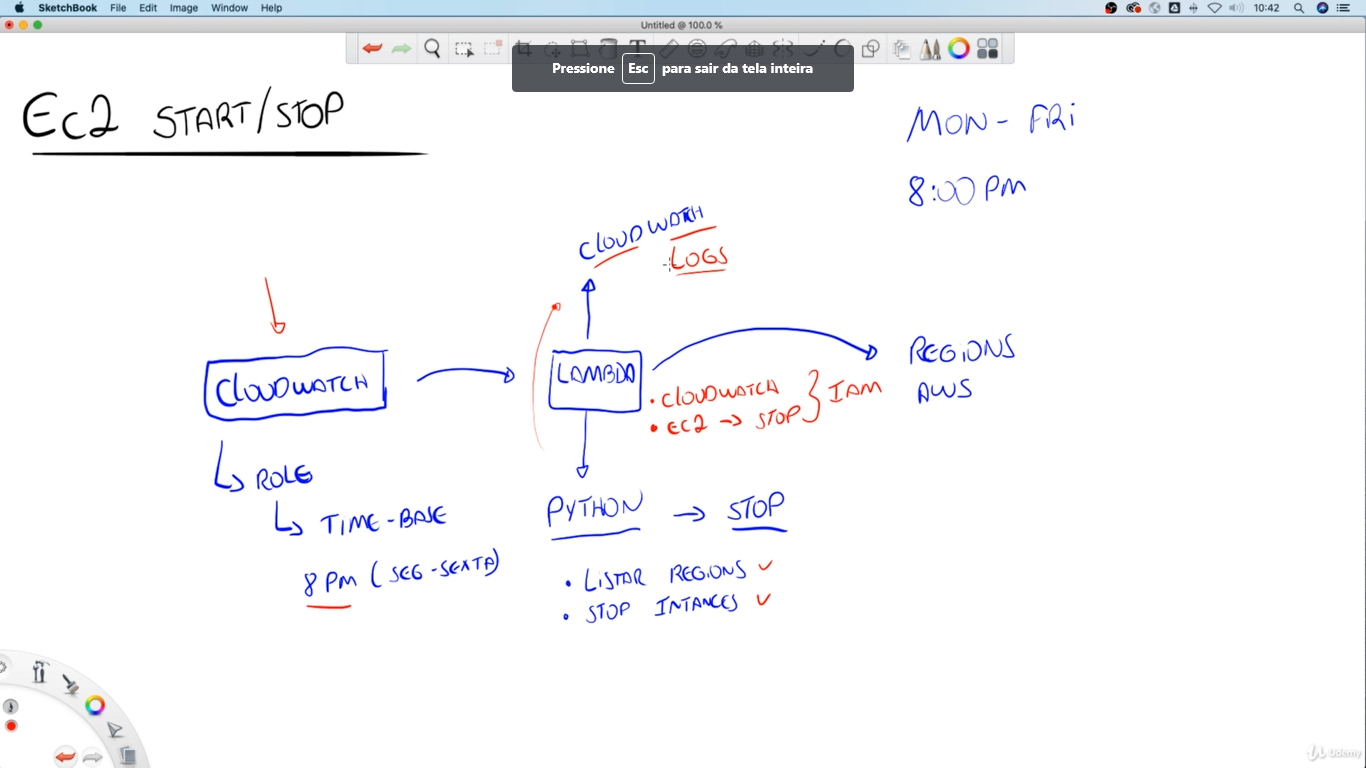 SketchBook File Edit Image Window Help 10:42
Untitled @ 100.0 %
Pressione Esc para sair da tela inteira
EC2 START/STOP
MON - FRI
8:00 PM
CLOUDWATCH
LOGS
CLOUDWATCH
LAMBDA
REGIONS
AWS
• CLOUDWATCH
• EC2 → STOP } IAM
↳ ROLE
↳ TIME-BASE
8 PM (SEG-SEXTA)
PYTHON → STOP
• LISTAR REGIONS ✓
• STOP INTANCES ✓
Udemy